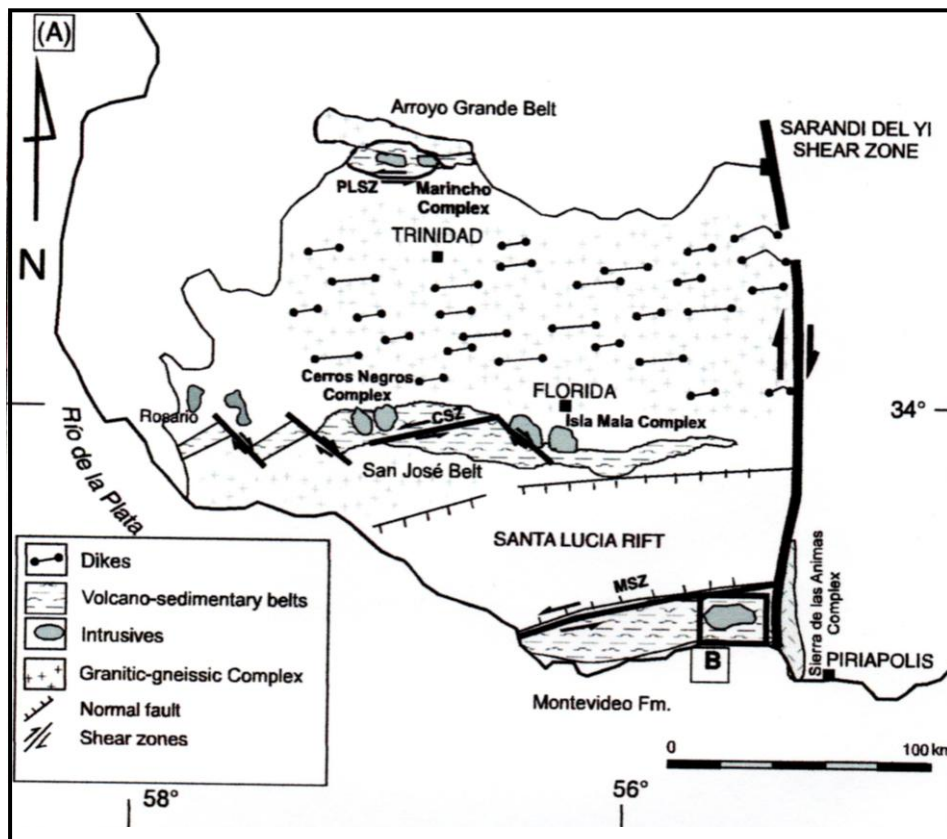 (A)
Arroyo Grande Belt
SARANDI DEL YI
SHEAR ZONE
PLSZ
Marincho
Complex
TRINIDAD
N
Cerros Negros
Complex
FLORIDA
34°
Rosario
CSZ
Isla Mala Complex
San José Belt
Río de la Plata
SANTA LUCIA RIFT
MSZ
Sierra de las Animas
Complex
B
PIRIAPOLIS
Montevideo Fm.
Dikes
Volcano-sedimentary belts
Intrusives
Granitic-gneissic Complex
Normal fault
Shear zones
0
100 km
58°
56°